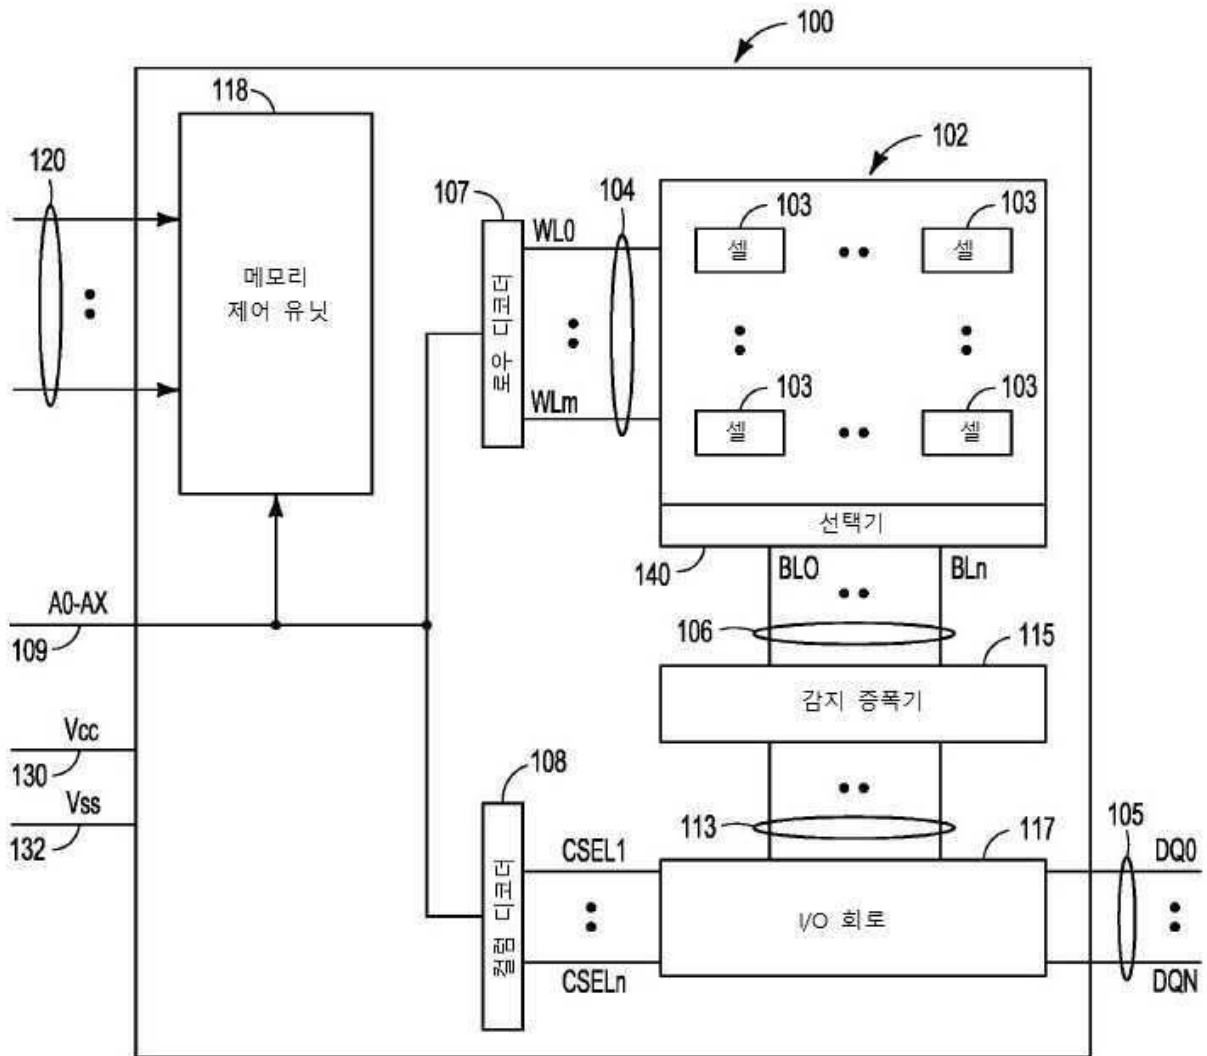 100
118
102
120
107
104
103
103
WL0
셀
셀
메모리
제어 유닛
로우 디코더
103
103
WLm
셀
셀
선택기
140
BLO
BLn
A0-AX
109
106
115
감지 증폭기
Vcc
130
108
Vss
132
113
117
105
CSEL1
DQ0
컬럼 디코더
I/O 회로
CSELn
DQN